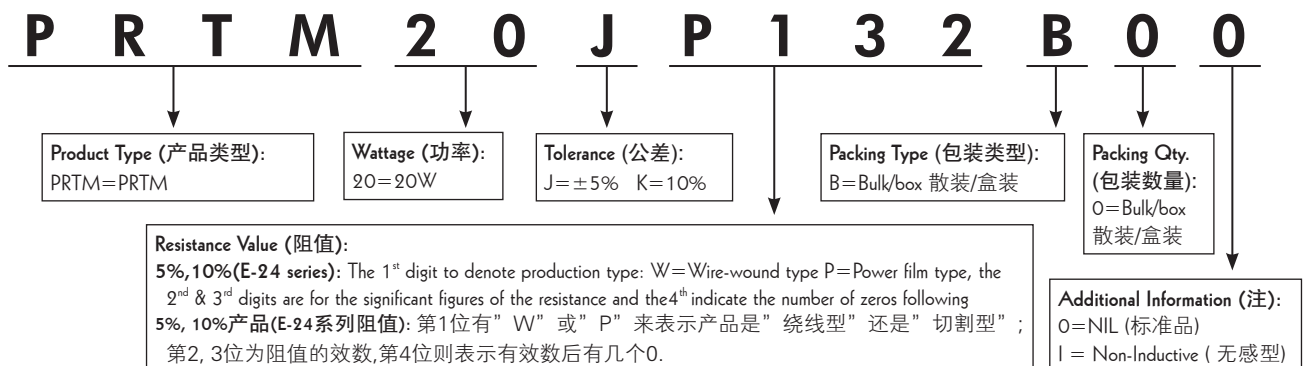 P R T M 2 0 J P 1 3 2 B 0 0
Product Type (产品类型):
PRTM=PRTM
Wattage (功率):
20=20W
Tolerance (公差):
J=±5% K=10%
Packing Type (包装类型):
B=Bulk/box 散装/盒装
Packing Qty.
(包装数量):
0=Bulk/box
散装/盒装
Resistance Value (阻值):
5%,10%(E-24 series): The 1st digit to denote production type: W=Wire-wound type P=Power film type, the
2nd & 3rd digits are for the significant figures of the resistance and the4th indicate the number of zeros following
5%, 10%产品(E-24系列阻值): 第1位有” W” 或” P” 来表示产品是” 绕线型” 还是” 切割型” ;
第2, 3位为阻值的效数,第4位则表示有效数后有几个0.
Additional Information (注):
0=NIL (标准品)
I = Non-Inductive ( 无感型)